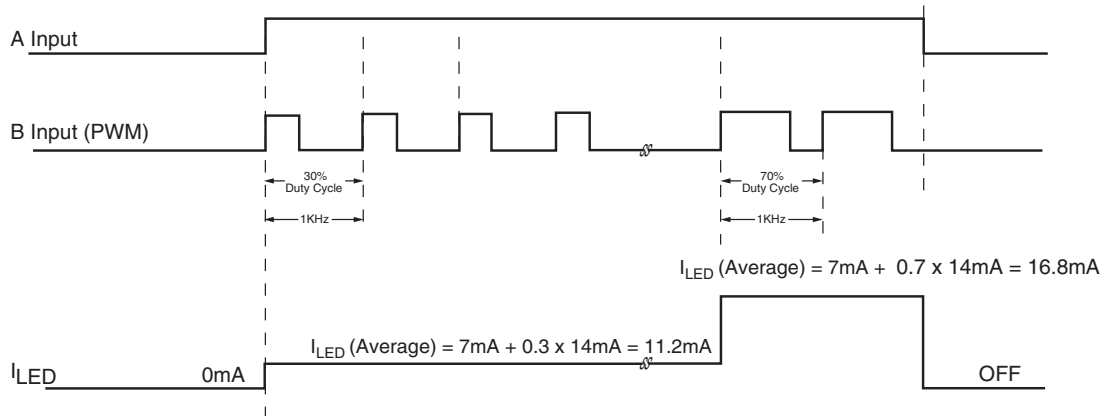 A Input
B Input (PWM)
30%
Duty Cycle
1KHz
70%
Duty Cycle
1KHz
I_LED (Average) = 7mA + 0.7 x 14mA = 16.8mA
I_LED (Average) = 7mA + 0.3 x 14mA = 11.2mA
I_LED
0mA
OFF